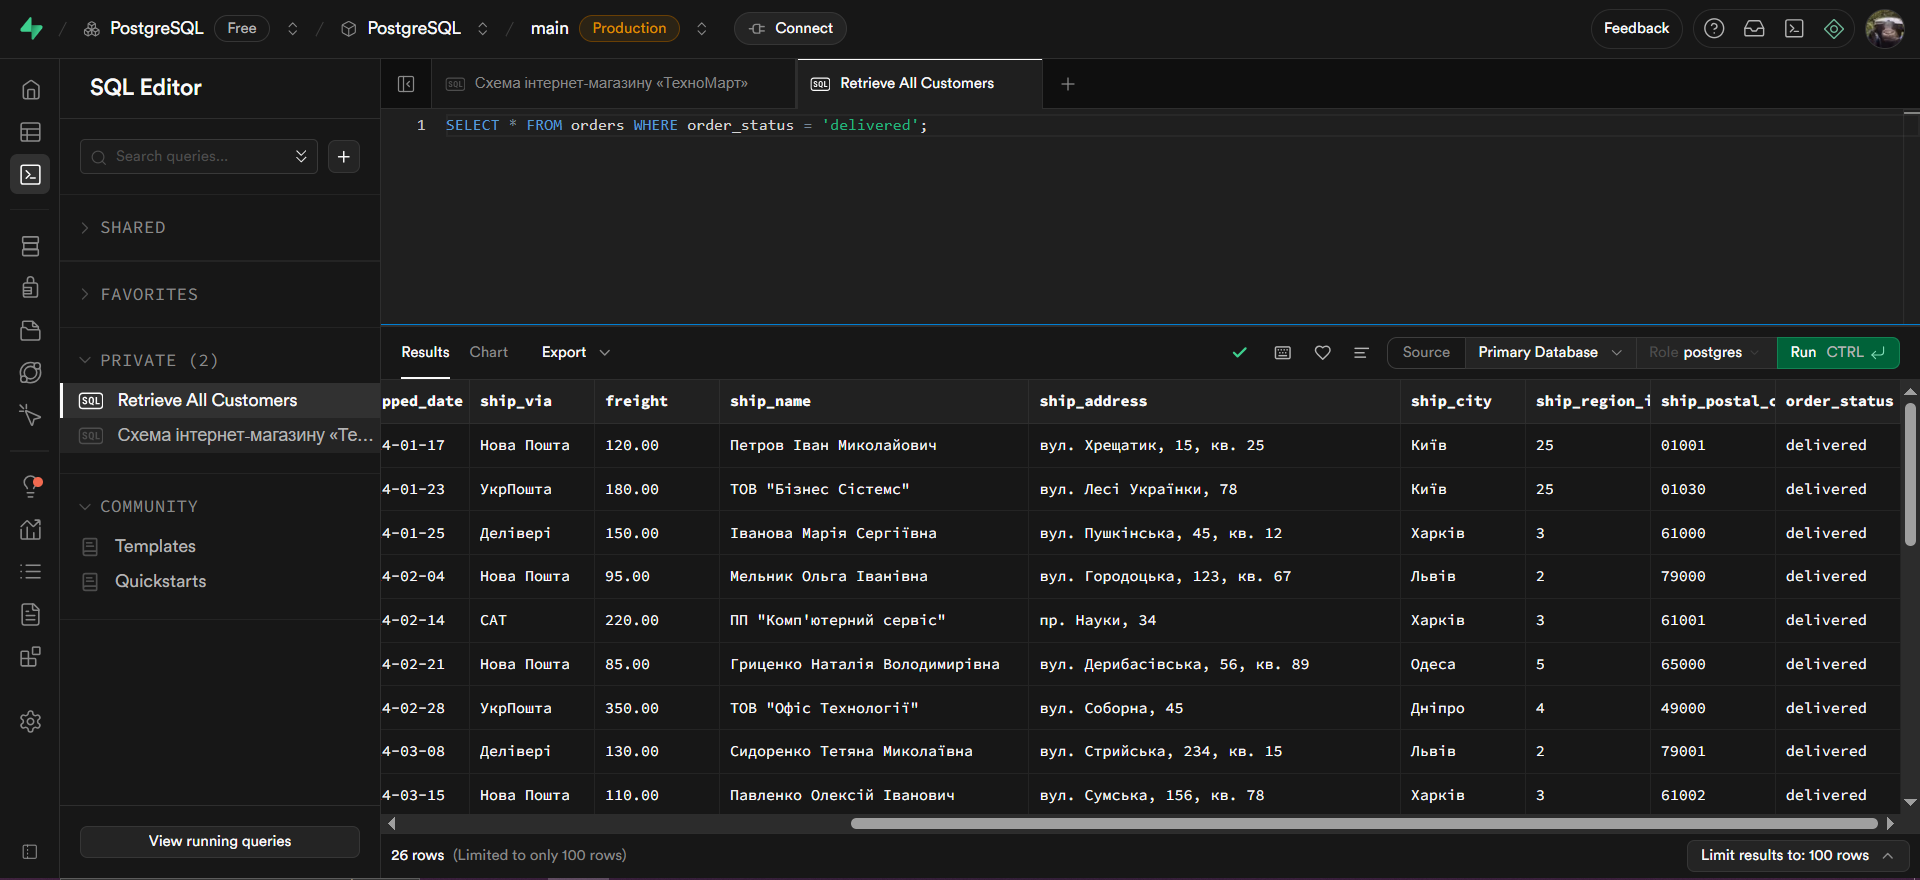 PostgreSQL Free PostgreSQL main Production Connect Feedback
SQL Editor
Search queries...
SHARED
FAVORITES
PRIVATE (2)
SQL Retrieve All Customers
SQL Схема інтернет-магазину «Te...
COMMUNITY
Templates
Quickstarts
View running queries
SQL Схема інтернет-магазину «ТехноМарт» SQL Retrieve All Customers
1 SELECT * FROM orders WHERE order_status = 'delivered';
Results Chart Export Source Primary Database Role postgres Run CTRL
pped_date ship_via freight ship_name ship_address ship_city ship_region_i ship_postal_c order_status
4-01-17 Нова Пошта 120.00 Петров Іван Миколайович вул. Хрещатик, 15, кв. 25 Київ 25 01001 delivered
4-01-23 УкрПошта 180.00 ТОВ "Бізнес Сістемс" вул. Лесі Українки, 78 Київ 25 01030 delivered
4-01-25 Делівері 150.00 Іванова Марія Сергіївна вул. Пушкінська, 45, кв. 12 Харків 3 61000 delivered
4-02-04 Нова Пошта 95.00 Мельник Ольга Іванівна вул. Городоцька, 123, кв. 67 Львів 2 79000 delivered
4-02-14 САТ 220.00 ПП "Комп'ютерний сервіс" пр. Науки, 34 Харків 3 61001 delivered
4-02-21 Нова Пошта 85.00 Гриценко Наталія Володимирівна вул. Дерибасівська, 56, кв. 89 Одеса 5 65000 delivered
4-02-28 УкрПошта 350.00 ТОВ "Офіс Технології" вул. Соборна, 45 Дніпро 4 49000 delivered
4-03-08 Делівері 130.00 Сидоренко Тетяна Миколаївна вул. Стрийська, 234, кв. 15 Львів 2 79001 delivered
4-03-15 Нова Пошта 110.00 Павленко Олексій Іванович вул. Сумська, 156, кв. 78 Харків 3 61002 delivered
26 rows (Limited to only 100 rows) Limit results to: 100 rows